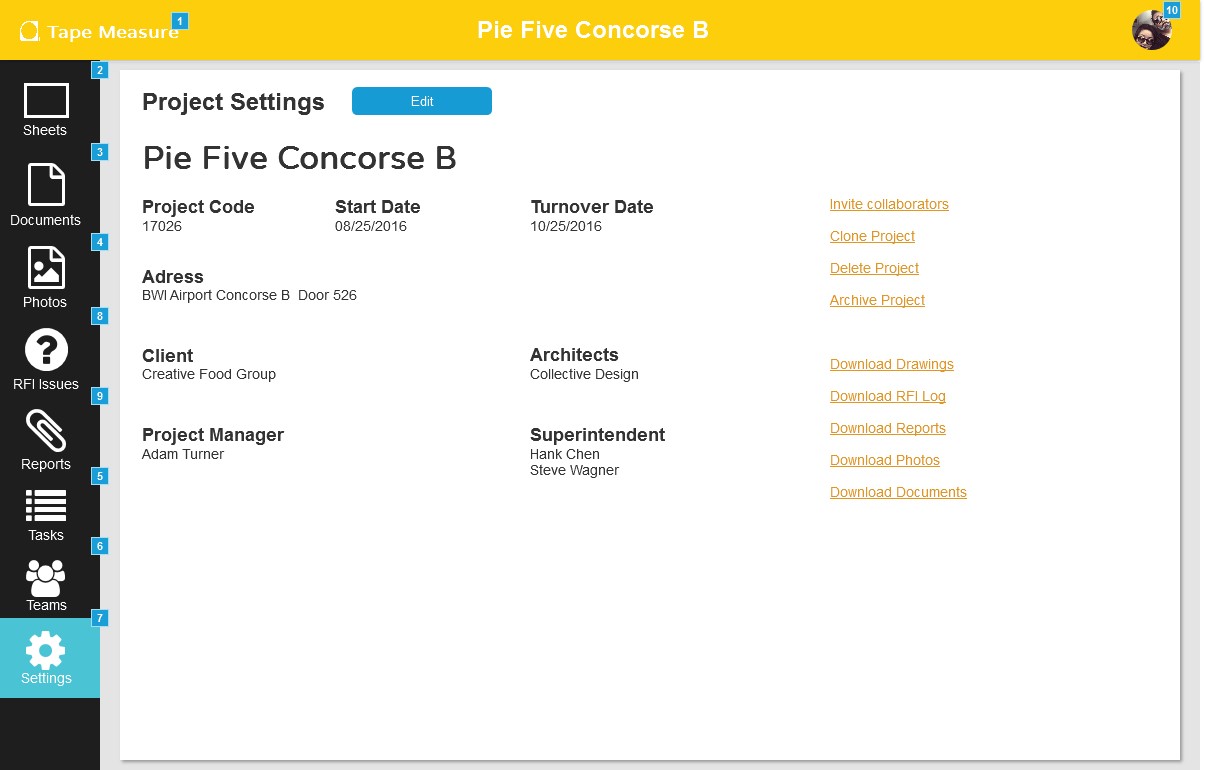 Tape Measure
1
Pie Five Concorse B
10
2
Sheets
3
Documents
4
Photos
8
RFI Issues
9
Reports
5
Tasks
6
Teams
7
Settings
Project Settings
Edit
Pie Five Concorse B
Project Code
17026
Start Date
08/25/2016
Turnover Date
10/25/2016
Adress
BWI Airport Concorse B  Door 526
Client
Creative Food Group
Architects
Collective Design
Project Manager
Adam Turner
Superintendent
Hank Chen
Steve Wagner
Invite collaborators
Clone Project
Delete Project
Archive Project
Download Drawings
Download RFI Log
Download Reports
Download Photos
Download Documents